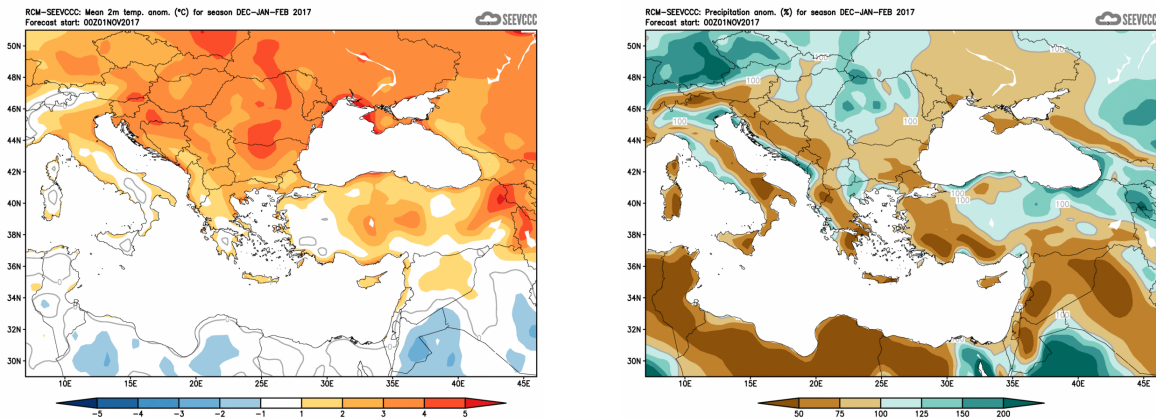 RCM-SEEVCCC: Mean 2m temp. anom. (°C) for season DEC-JAN-FEB 2017
Forecast start: 00Z01NOV2017
SEEVCCC
50N
48N
46N
44N
42N
40N
38N
36N
34N
32N
30N
10E 15E 20E 25E 30E 35E 40E 45E
-5 -4 -3 -2 -1 1 2 3 4 5
RCM-SEEVCCC: Precipitation anom. (%) for season DEC-JAN-FEB 2017
Forecast start: 00Z01NOV2017
SEEVCCC
50N
48N
46N
44N
42N
40N
38N
36N
34N
32N
30N
100
100
100
100
100
100
100
100
100
10E 15E 20E 25E 30E 35E 40E 45E
50 75 100 125 150 200